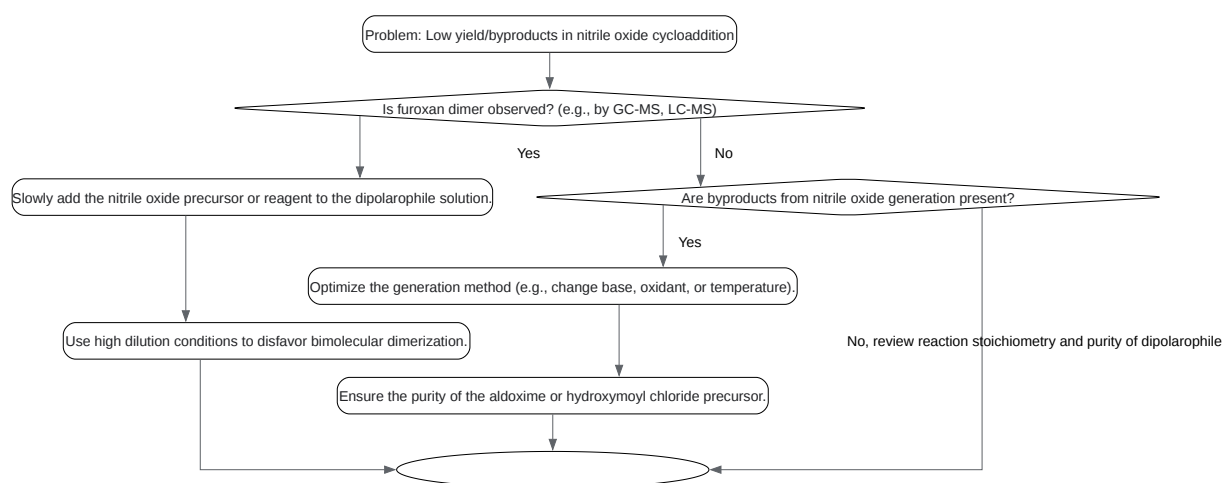 Problem: Low yield/byproducts in nitrile oxide cycloaddition
Is furoxan dimer observed? (e.g., by GC-MS, LC-MS)
Yes
No
Slowly add the nitrile oxide precursor or reagent to the dipolarophile solution.
Are byproducts from nitrile oxide generation present?
Yes
Optimize the generation method (e.g., change base, oxidant, or temperature).
Use high dilution conditions to disfavor bimolecular dimerization.
No, review reaction stoichiometry and purity of dipolarophile
Ensure the purity of the aldoxime or hydroxymoyl chloride precursor.